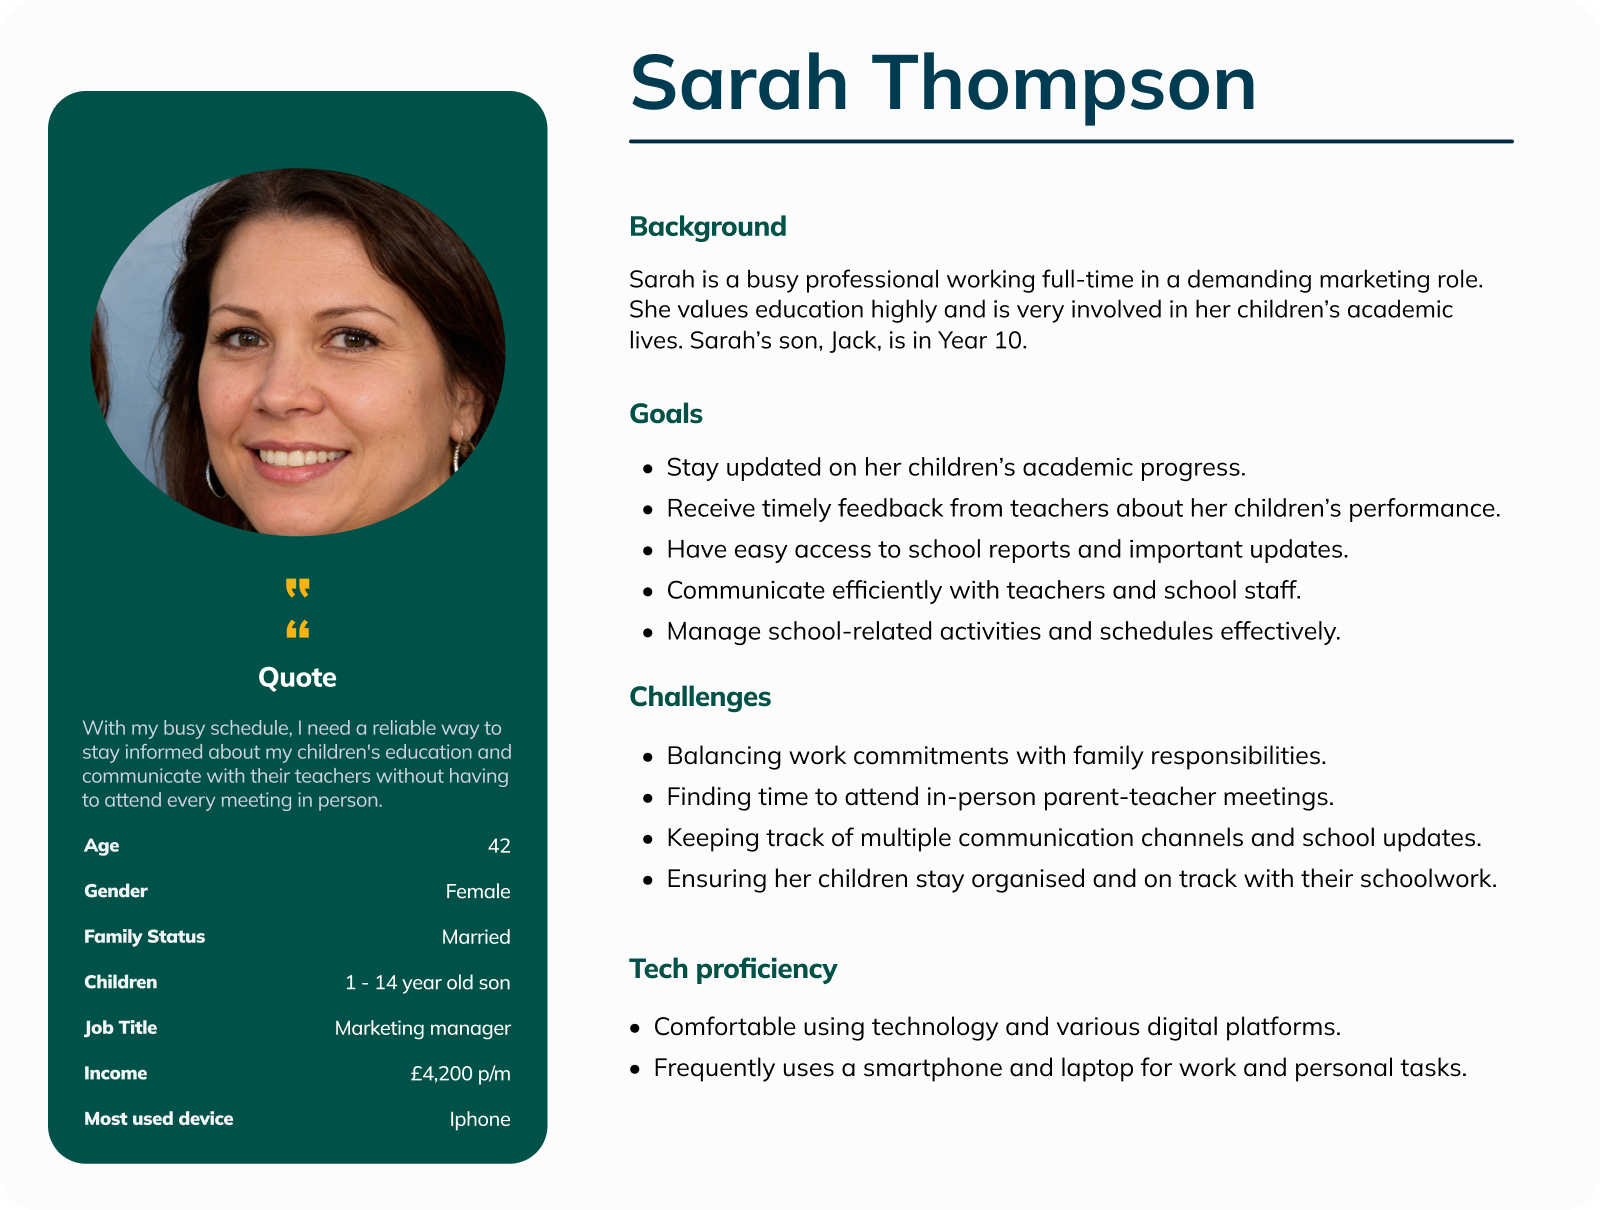 Sarah Thompson
”
“
Quote
With my busy schedule, I need a reliable way to
stay informed about my children's education and
communicate with their teachers without having
to attend every meeting in person.
Age 42
Gender Female
Family Status Married
Children 1 - 14 year old son
Job Title Marketing manager
Income £4,200 p/m
Most used device Iphone
Background
Sarah is a busy professional working full-time in a demanding marketing role.
She values education highly and is very involved in her children’s academic
lives. Sarah’s son, Jack, is in Year 10.
Goals
• Stay updated on her children’s academic progress.
• Receive timely feedback from teachers about her children’s performance.
• Have easy access to school reports and important updates.
• Communicate efficiently with teachers and school staff.
• Manage school-related activities and schedules effectively.
Challenges
• Balancing work commitments with family responsibilities.
• Finding time to attend in-person parent-teacher meetings.
• Keeping track of multiple communication channels and school updates.
• Ensuring her children stay organised and on track with their schoolwork.
Tech proficiency
• Comfortable using technology and various digital platforms.
• Frequently uses a smartphone and laptop for work and personal tasks.